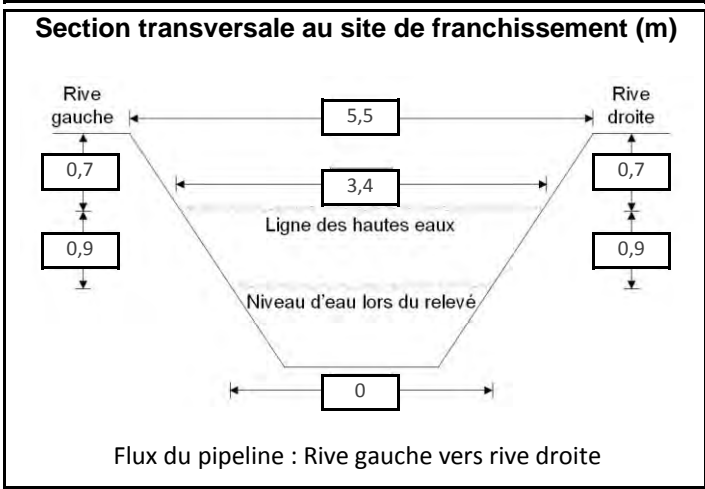 Section transversale au site de franchissement (m)
Rive
gauche
Rive
droite
5,5
0,7
0,7
3,4
Ligne des hautes eaux
0,9
0,9
Niveau d'eau lors du relevé
0
Flux du pipeline : Rive gauche vers rive droite